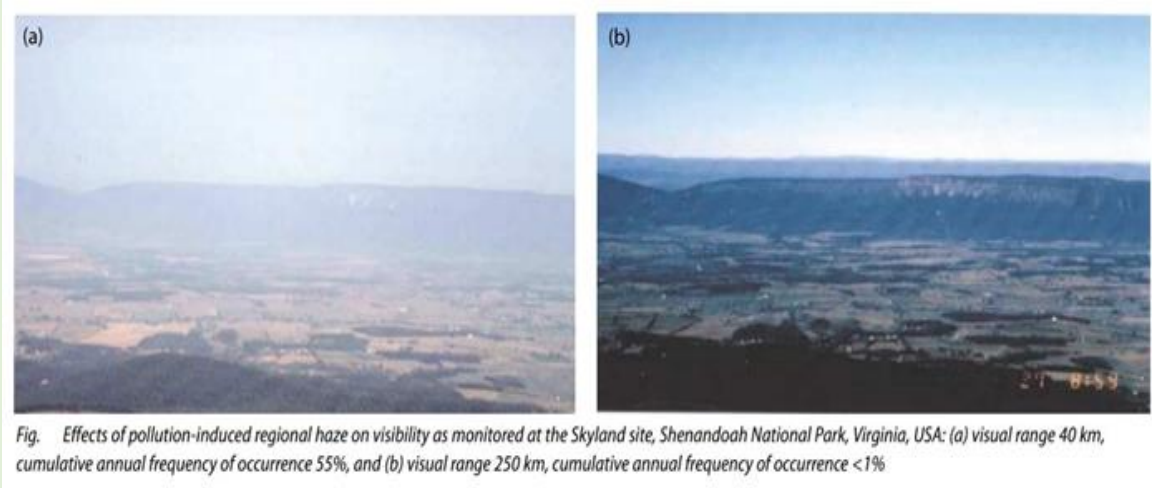 (a)
(b)
8:59
Fig. Effects of pollution-induced regional haze on visibility as monitored at the Skyland site, Shenandoah National Park, Virginia, USA: (a) visual range 40 km,
cumulative annual frequency of occurrence 55%, and (b) visual range 250 km, cumulative annual frequency of occurrence <1%